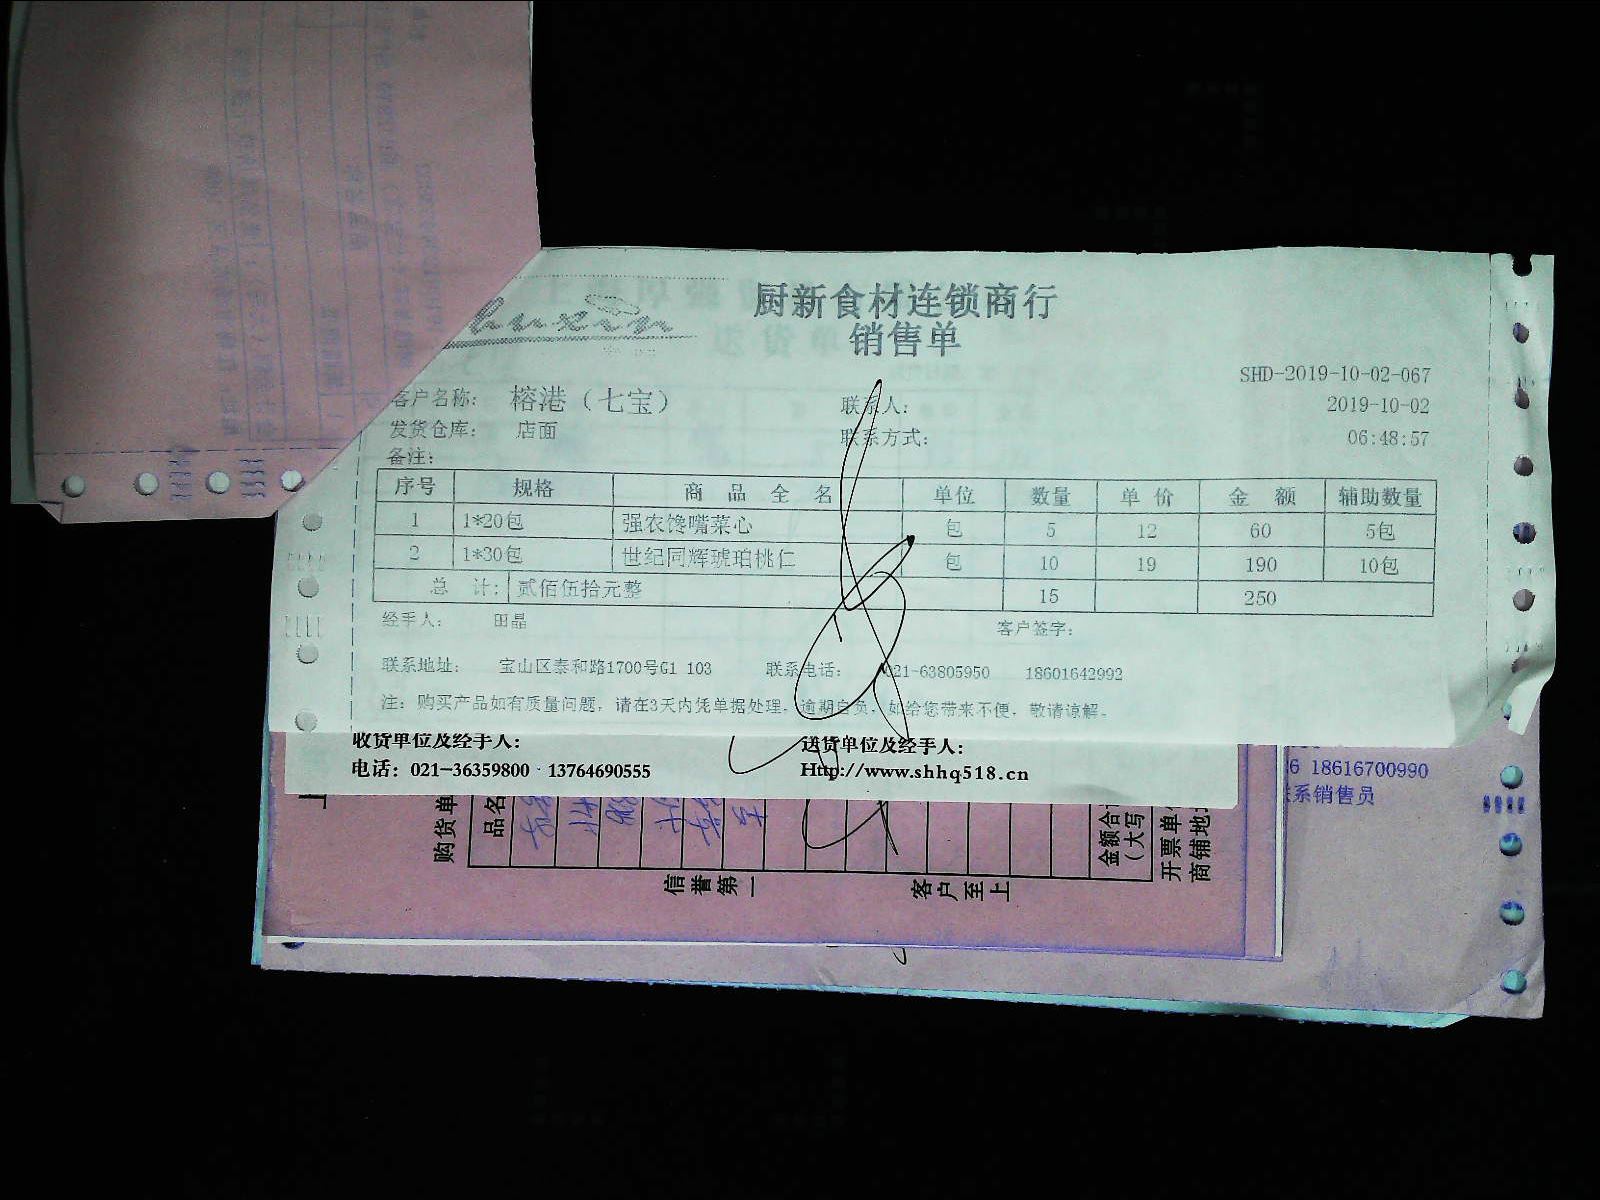 厨新食材连锁商行
销售单
SHD-2019-10-02-067
客户名称: 榕港（七宝） 联系人: 2019-10-02
发货仓库: 店面 联系方式: 06:48:57
备注:
序号 规格 商品全名 单位 数量 单价 金额 辅助数量
1 1*20包 强农馋嘴菜心 包 5 12 60 5包
2 1*30包 世纪同辉琥珀桃仁 包 10 19 190 10包
总计: 贰佰伍拾元整 15 250
经手人: 田晶 客户签字:
联系地址: 宝山区泰和路1700号G1 103 联系电话: 021-63805950 18601642992
注: 购买产品如有质量问题, 请在3天内凭单据处理, 逾期自负, 如给您带来不便, 敬请谅解。
收货单位及经手人: 送货单位及经手人:
电话: 021-36359800 · 13764690555 Http://www.shhq518.cn
6 18616700990
系销售员
购货单
品名
金额合
(大写
开票单
商铺地
信誉第一 客户至上